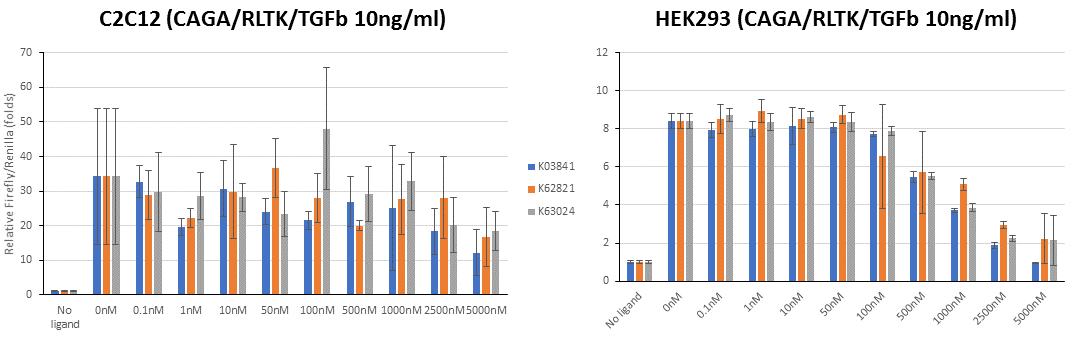 C2C12 (CAGA/RLTK/TGFb 10ng/ml)
Relative Firefly/Renilla (folds)
70
60
50
40
30
20
10
0
No ligand 0nM 0.1nM 1nM 10nM 50nM 100nM 500nM 1000nM 2500nM 5000nM
K03841
K62821
K63024
HEK293 (CAGA/RLTK/TGFb 10ng/ml)
12
10
8
6
4
2
0
No ligand 0nM 0.1nM 1nM 10nM 50nM 100nM 500nM 1000nM 2500nM 5000nM